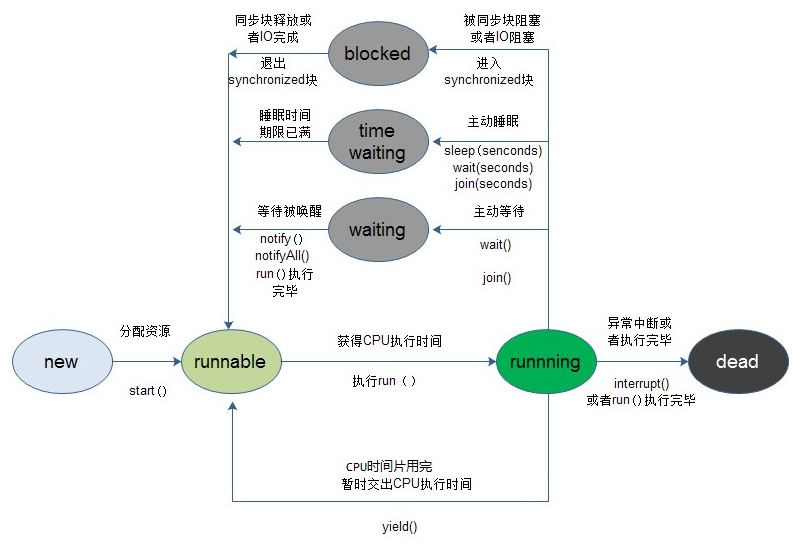 同步块释放或
者IO完成
blocked
被同步块阻塞
或者IO阻塞
退出
synchronized块
进入
synchronized块
睡眠时间
期限已满
time
waiting
主动睡眠
sleep(senconds)
wait(seconds)
join(seconds)
等待被唤醒
waiting
主动等待
notify()
notifyAll()
run()执行
完毕
wait()
join()
new
分配资源
start()
runnable
获得CPU执行时间
执行run（）
runnning
异常中断或
者执行完毕
interrupt()
或者run()执行完毕
dead
CPU时间片用完
暂时交出CPU执行时间
yield()